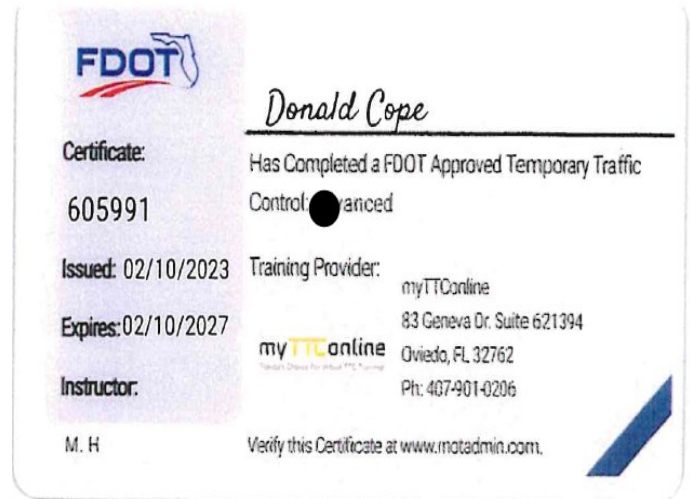 FDOT
Donald Cope
Certificate:
605991
Has Completed a FDOT Approved Temporary Traffic
Control: vanced
Issued: 02/10/2023
Expires: 02/10/2027
Training Provider:
myTTConline
83 Geneva Dr. Suite 621394
Oviedo, FL 32762
Ph: 407-901-0206
myTTConline
Instructor:
M. H
Verify this Certificate at www.motadmin.com.